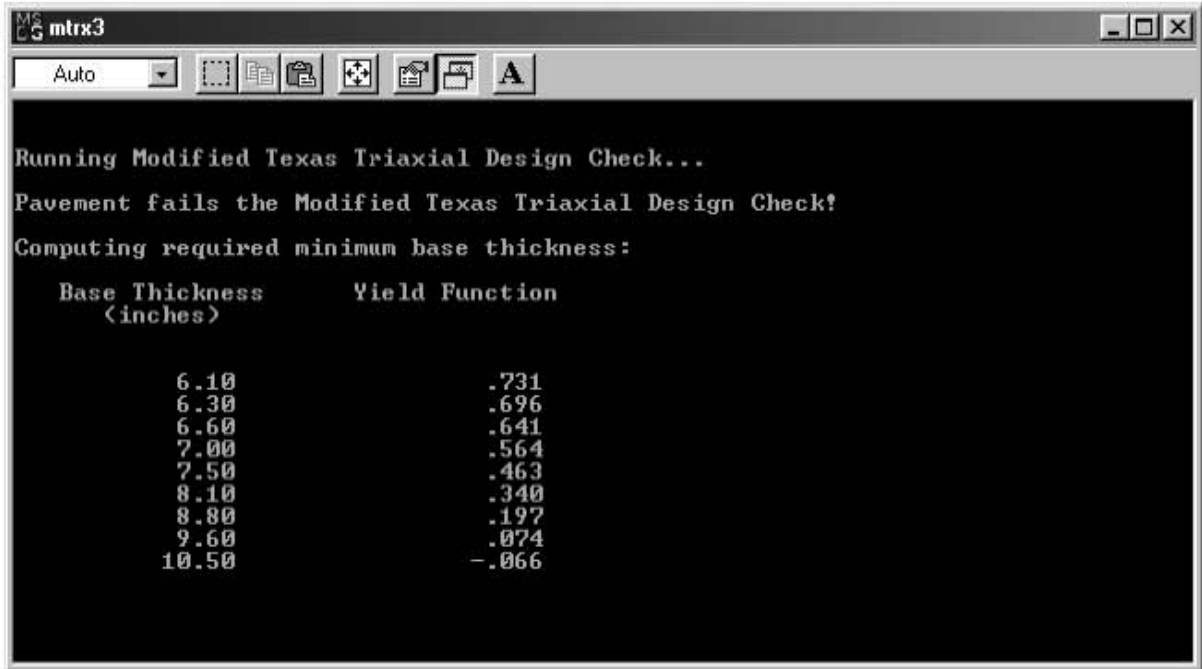 MS
CG mtrx3
Auto
A
Running Modified Texas Triaxial Design Check...
Pavement fails the Modified Texas Triaxial Design Check!
Computing required minimum base thickness:
Base Thickness Yield Function
(inches)
6.10 .731
6.30 .696
6.60 .641
7.00 .564
7.50 .463
8.10 .340
8.80 .197
9.60 .074
10.50 -.066